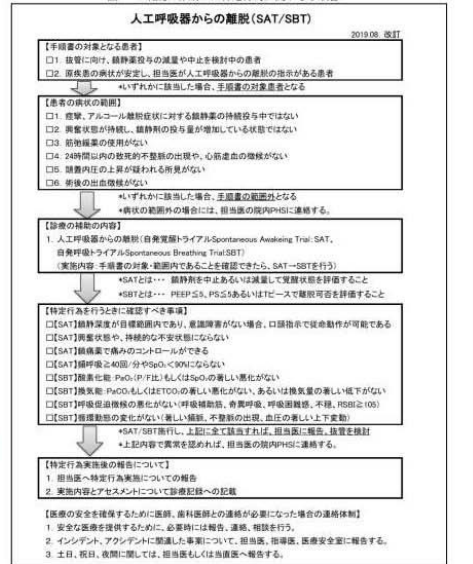 人工呼吸器からの離脱(SAT/SBT)
2019.08 改訂
【手順書の対象となる患者】
□1. 抜管に向け、鎮静薬投与の減量や中止を検討中の患者
□2. 原疾患の病状が安定し、担当医が人工呼吸器からの離脱の指示がある患者
*いずれかに該当した場合、手順書の対象患者となる
【患者の病状の範囲】
□1. 痙攣、アルコール離脱症状に対する鎮静薬の持続投与中ではない
□2. 興奮状態が持続し、鎮静剤の投与量が増加している状態ではない
□3. 筋弛緩薬の使用がない
□4. 24時間以内の致死的不整脈の出現や、心筋虚血の徴候がない
□5. 頭蓋内圧の上昇が疑われる所見がない
□6. 術後の出血徴候がない
*いずれかに該当した場合、手順書の範囲外となる
*病状の範囲外の場合には、担当医の院内PHSに連絡する。
【診療の補助の内容】
1. 人工呼吸器からの離脱(自発覚醒トライアルSpontaneous Awakeing Trial:SAT、
自発呼吸トライアルSpontaneous Breathing Trial:SBT)
(実施内容:手順書の対象・範囲内であることを確認できたら、SAT→SBTを行う)
*SATとは・・・ 鎮静剤を中止あるいは減量して覚醒状態を評価すること
*SBTとは・・・ PEEP≦5、PS≦5あるいはTピースで離脱可否を評価すること
【特定行為を行うときに確認すべき事項】
□【SAT】鎮静深度が目標範囲内であり、意識障害がない場合、口頭指示で従命動作が可能である
□【SAT】興奮状態や、持続的な不安状態にならない
□【SAT】鎮痛薬で痛みのコントロールができる
□【SAT】頻呼吸≧40回/分やSpO₂<90%にならない
□【SBT】酸素化能:PaO₂(P/F比)もしくはSpO₂の著しい悪化がない
□【SBT】換気能:PaCO₂もしくはETCO₂の著しい悪化がない、あるいは換気量の著しい低下がない
□【SBT】呼吸促迫徴候の悪化がない(呼吸補助筋、奇異呼吸、呼吸困難感、不穏、RSBI≧105)
□【SBT】循環動態の変化がない(著しい頻脈、不整脈の出現、血圧の著しい上下変動)
*SAT/SBT施行し、上記に全て該当すれば、担当医に報告、抜管を検討
*上記内容で異常を認めれば、担当医の院内PHSに連絡する。
【特定行為実施後の報告について】
1. 担当医へ特定行為実施についての報告
2. 実施内容とアセスメントについて診療記録への記載
【医療の安全を確保するために医師、歯科医師との連絡が必要になった場合の連絡体制】
1. 安全な医療を提供するために、必要時には報告、連絡、相談を行う。
2. インシデント、アクシデントに関連した事案について、担当医、指導医、医療安全室に報告する。
3. 土日、祝日、夜間に関しては、担当医もしくは当直医へ報告する。